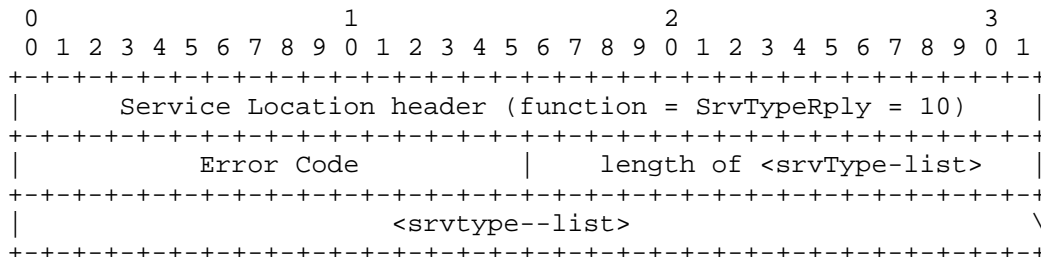 0                   1                   2                   3
 0 1 2 3 4 5 6 7 8 9 0 1 2 3 4 5 6 7 8 9 0 1 2 3 4 5 6 7 8 9 0 1
+-+-+-+-+-+-+-+-+-+-+-+-+-+-+-+-+-+-+-+-+-+-+-+-+-+-+-+-+-+-+-+-+
|      Service Location header (function = SrvTypeRply = 10)    |
+-+-+-+-+-+-+-+-+-+-+-+-+-+-+-+-+-+-+-+-+-+-+-+-+-+-+-+-+-+-+-+-+
|           Error Code          |    length of <srvType-list>   |
+-+-+-+-+-+-+-+-+-+-+-+-+-+-+-+-+-+-+-+-+-+-+-+-+-+-+-+-+-+-+-+-+
|                       <srvtype--list>                         \
+-+-+-+-+-+-+-+-+-+-+-+-+-+-+-+-+-+-+-+-+-+-+-+-+-+-+-+-+-+-+-+-+